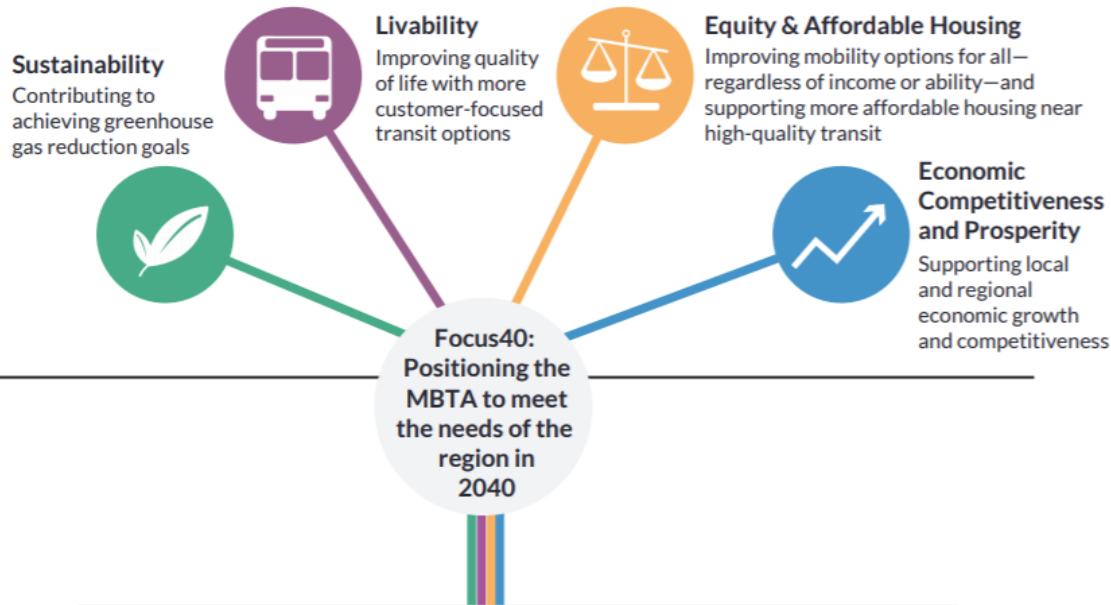 Sustainability
Contributing to
achieving greenhouse
gas reduction goals
Livability
Improving quality
of life with more
customer-focused
transit options
Equity & Affordable Housing
Improving mobility options for all—
regardless of income or ability—and
supporting more affordable housing near
high-quality transit
Economic
Competitiveness
and Prosperity
Supporting local
and regional
economic growth
and competitiveness
Focus40:
Positioning the
MBTA to meet
the needs of the
region in
2040